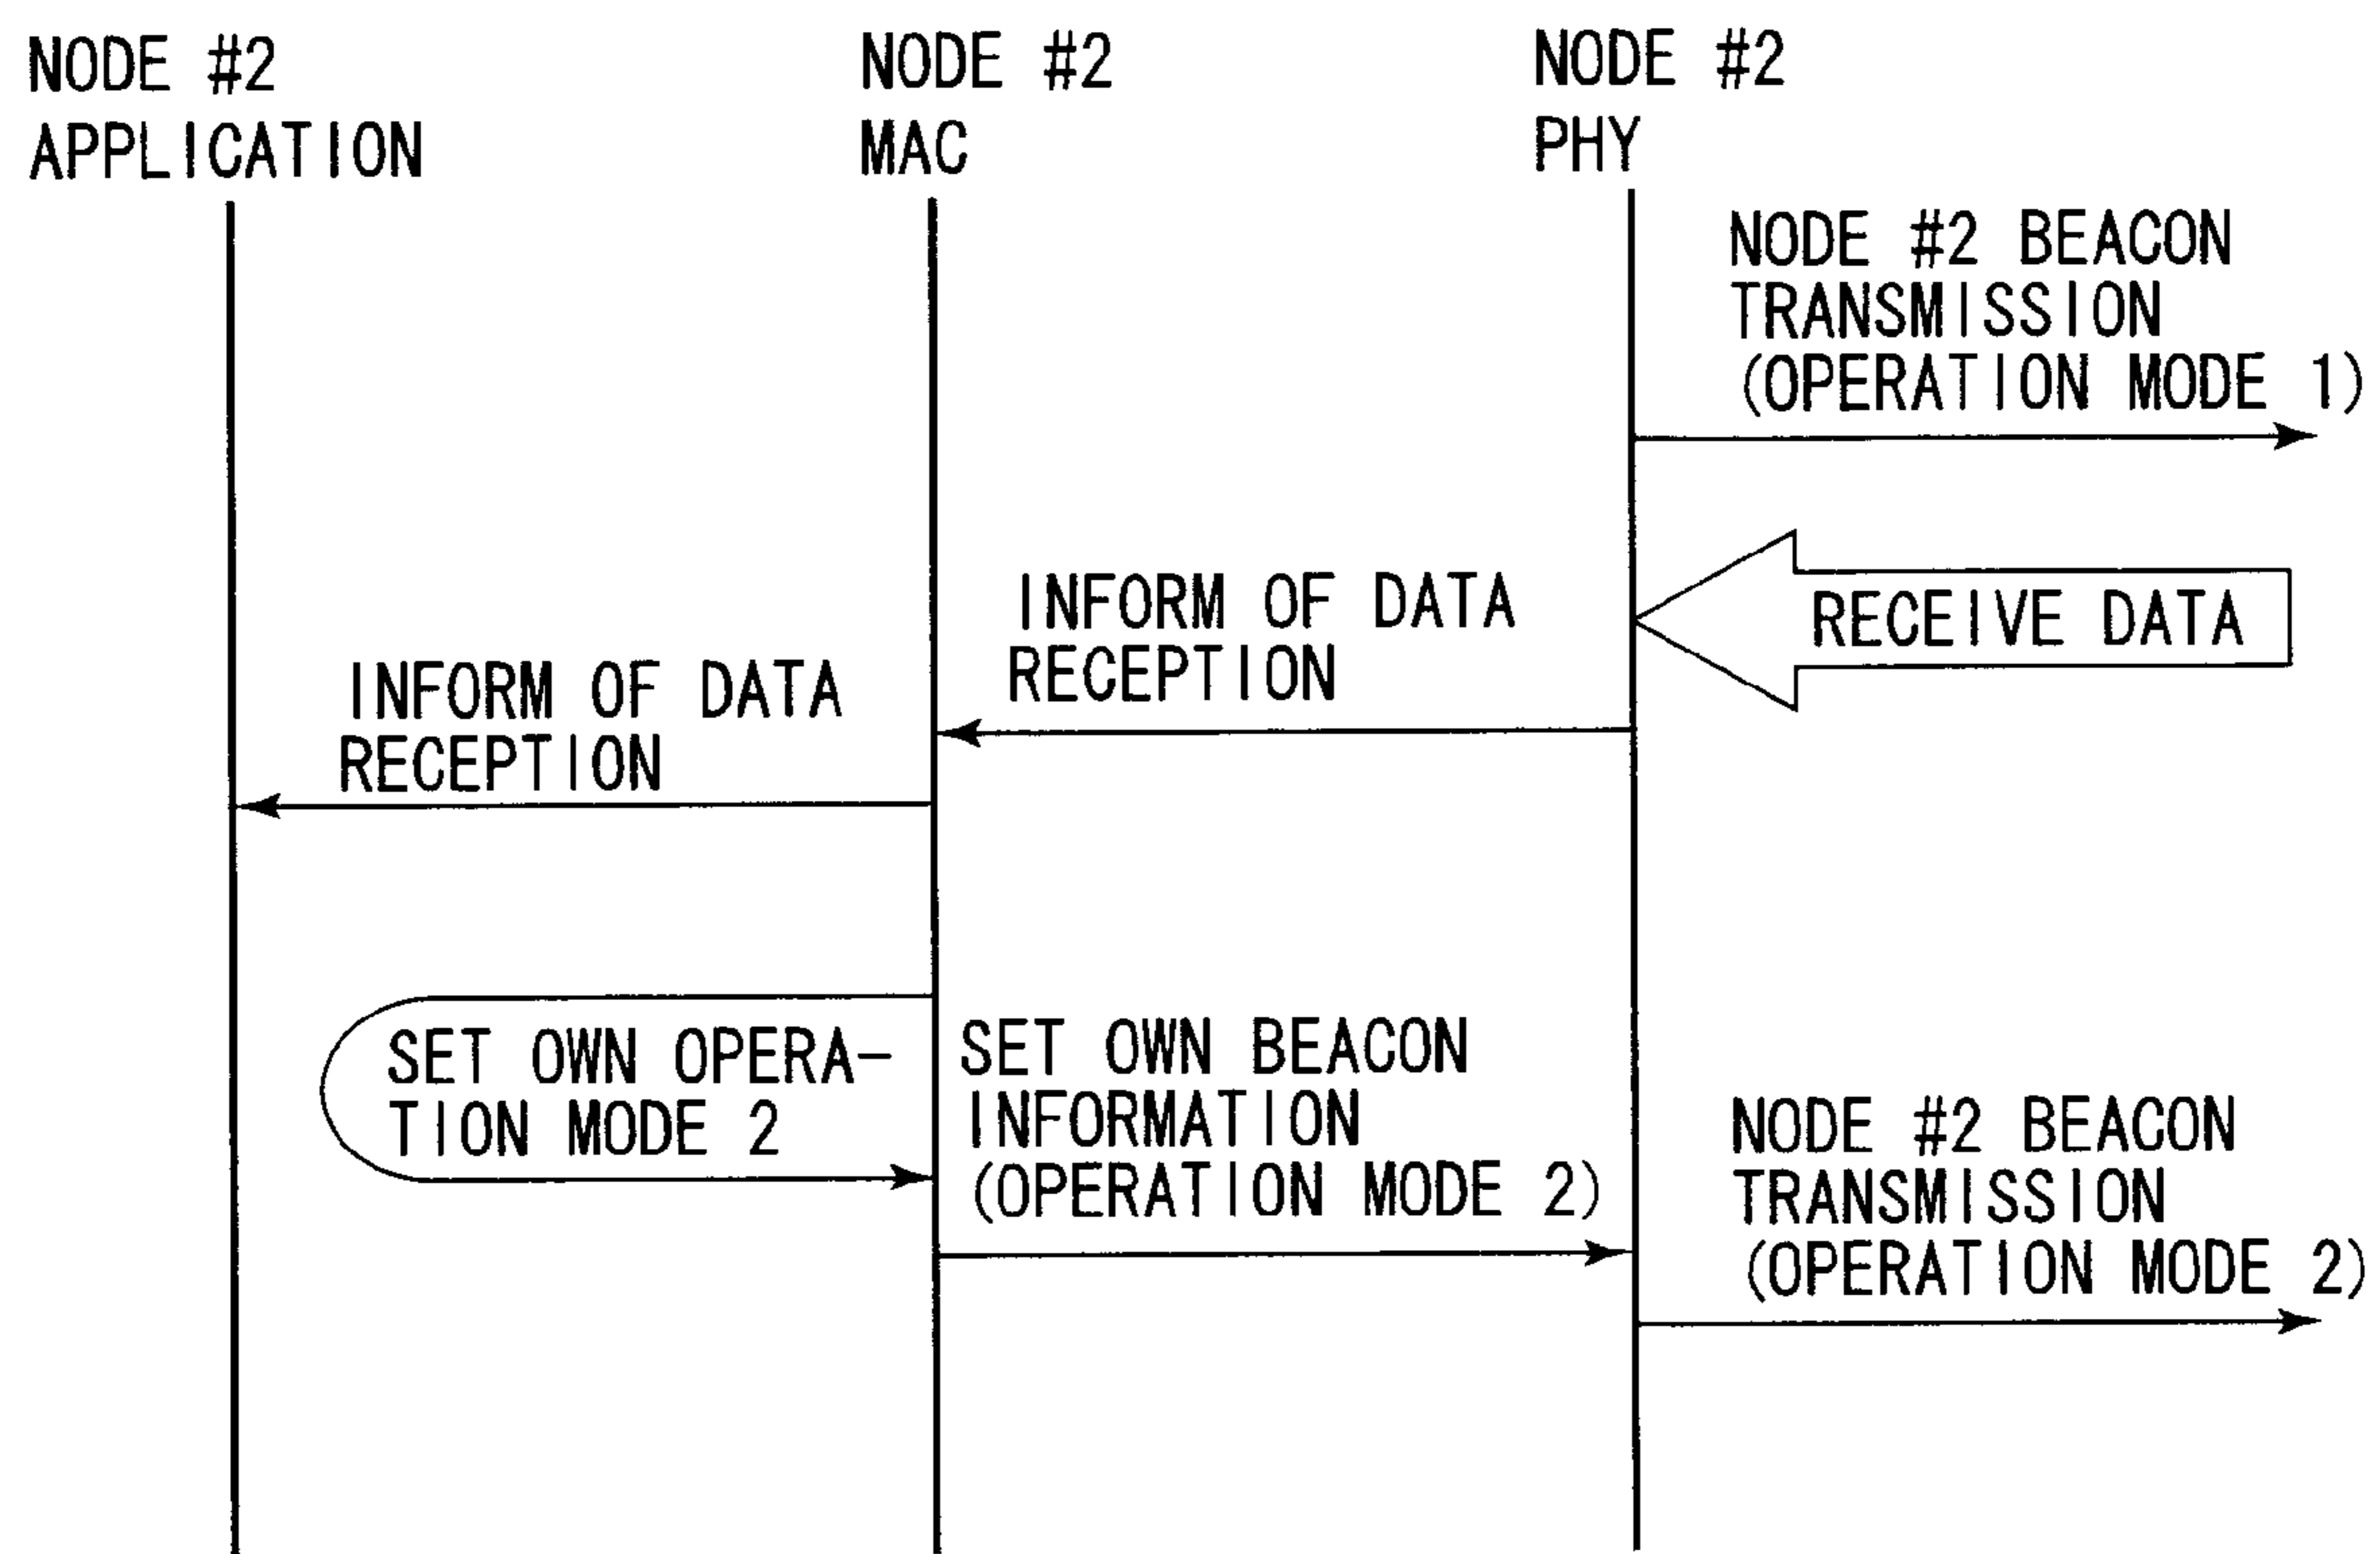 NODE #2
APPLICATION
NODE #2
MAC
NODE #2
PHY
NODE #2 BEACON
TRANSMISSION
(OPERATION MODE 1)
RECEIVE DATA
INFORM OF DATA
RECEPTION
INFORM OF DATA
RECEPTION
SET OWN OPERA-
TION MODE 2
SET OWN BEACON
INFORMATION
(OPERATION MODE 2)
NODE #2 BEACON
TRANSMISSION
(OPERATION MODE 2)